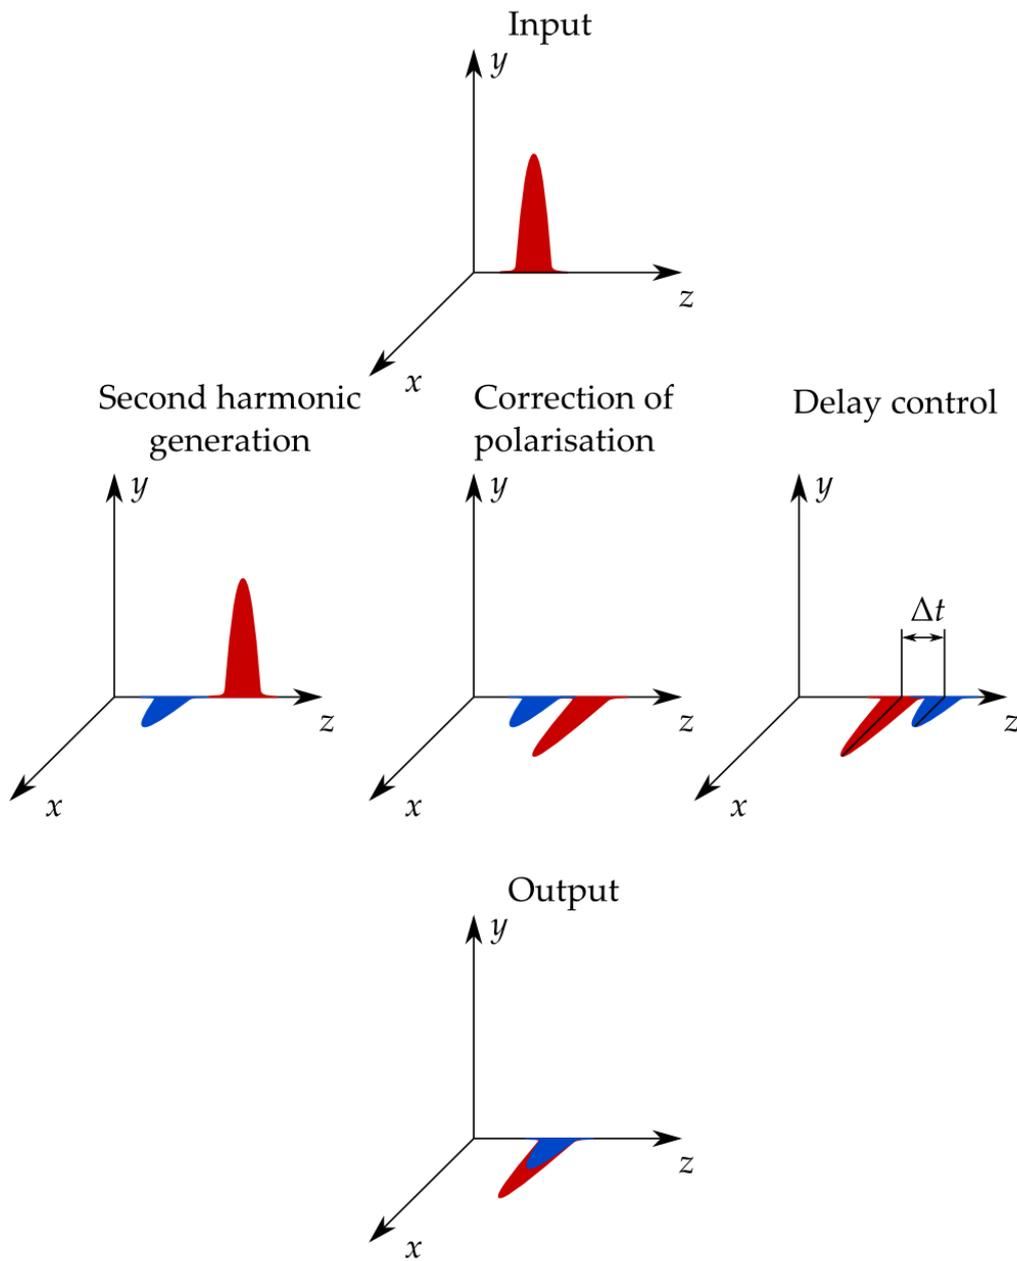 Input
y
z
x
Second harmonic
generation
y
z
x
Correction of
polarisation
y
z
x
Delay control
y
Δt
z
x
Output
y
z
x